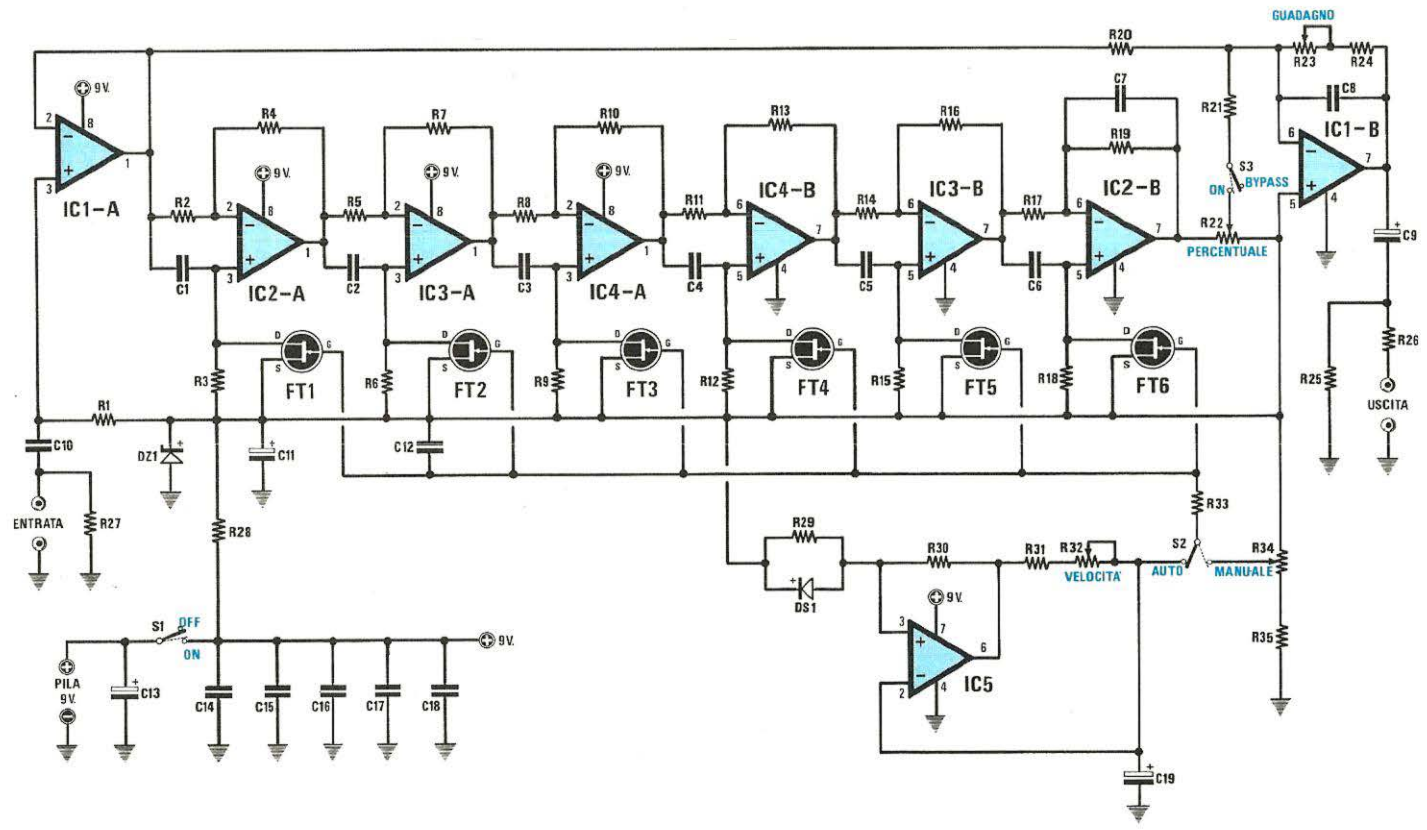 GUADAGNO
R20
R23
R24
9V.
C7
C8
2
8
R4
R7
R10
R13
R16
R21
IC1-B
1
R19
6
3
9V.
9V.
9V.
S3
BYPASS
7
IC1-A
IC4-B
IC3-B
IC2-B
ON
5
4
R2
2
8
R5
2
8
R8
2
8
R11
6
R14
6
R17
6
R22
C9
1
1
1
7
7
7
PERCENTUALE
C1
3
C2
3
C3
3
C4
5
4
C5
5
4
C6
5
4
IC2-A
IC3-A
IC4-A
D
G
D
G
D
G
D
G
D
G
D
G
R26
R3
S
R6
S
R9
S
R12
S
R15
S
R18
S
R25
FT1
FT2
FT3
FT4
FT5
FT6
USCITA
R1
C10
DZ1
+
C11
C12
ENTRATA
R27
R28
R29
R33
R30
R31
R32
S2
R34
+
DS1
VELOCITA'
AUTO
MANUALE
9V.
S1
OFF
ON
9V.
3
7
6
R35
PILA
9V.
+
C13
C14
C15
C16
C17
C18
2
4
IC5
+
C19